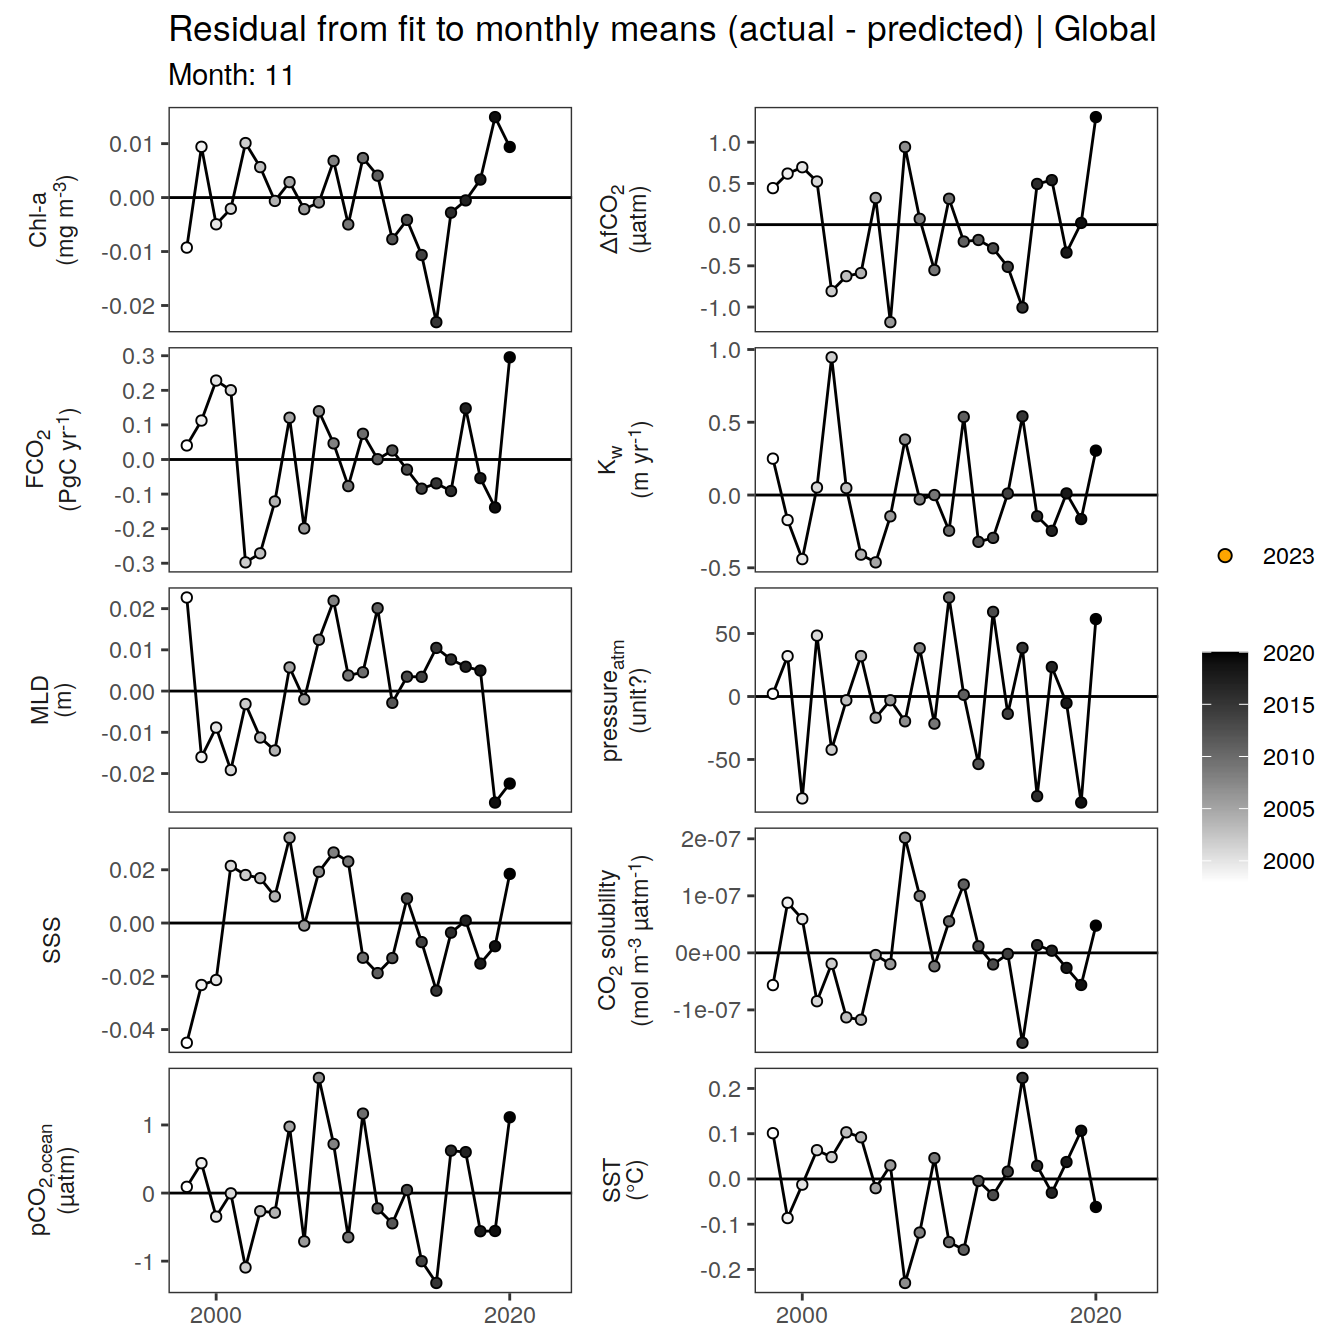 Residual from fit to monthly means (actual - predicted) | Global
Month: 11
Chl-a
(mg m-3)
0.01
0.00
-0.01
-0.02
ΔfCO2
(µatm)
1.0
0.5
0.0
-0.5
-1.0
FCO2
(PgC yr-1)
0.3
0.2
0.1
0.0
-0.1
-0.2
-0.3
Kw
(m yr-1)
1.0
0.5
0.0
-0.5
MLD
(m)
0.02
0.01
0.00
-0.01
-0.02
pressureatm
(unit?)
50
0
-50
SSS
0.02
0.00
-0.02
-0.04
CO2 solubility
(mol m-3 µatm-1)
2e-07
1e-07
0e+00
-1e-07
pCO2,ocean
(µatm)
1
0
-1
SST
(°C)
0.2
0.1
0.0
-0.1
-0.2
2000
2020
2000
2020
2023
2020
2015
2010
2005
2000